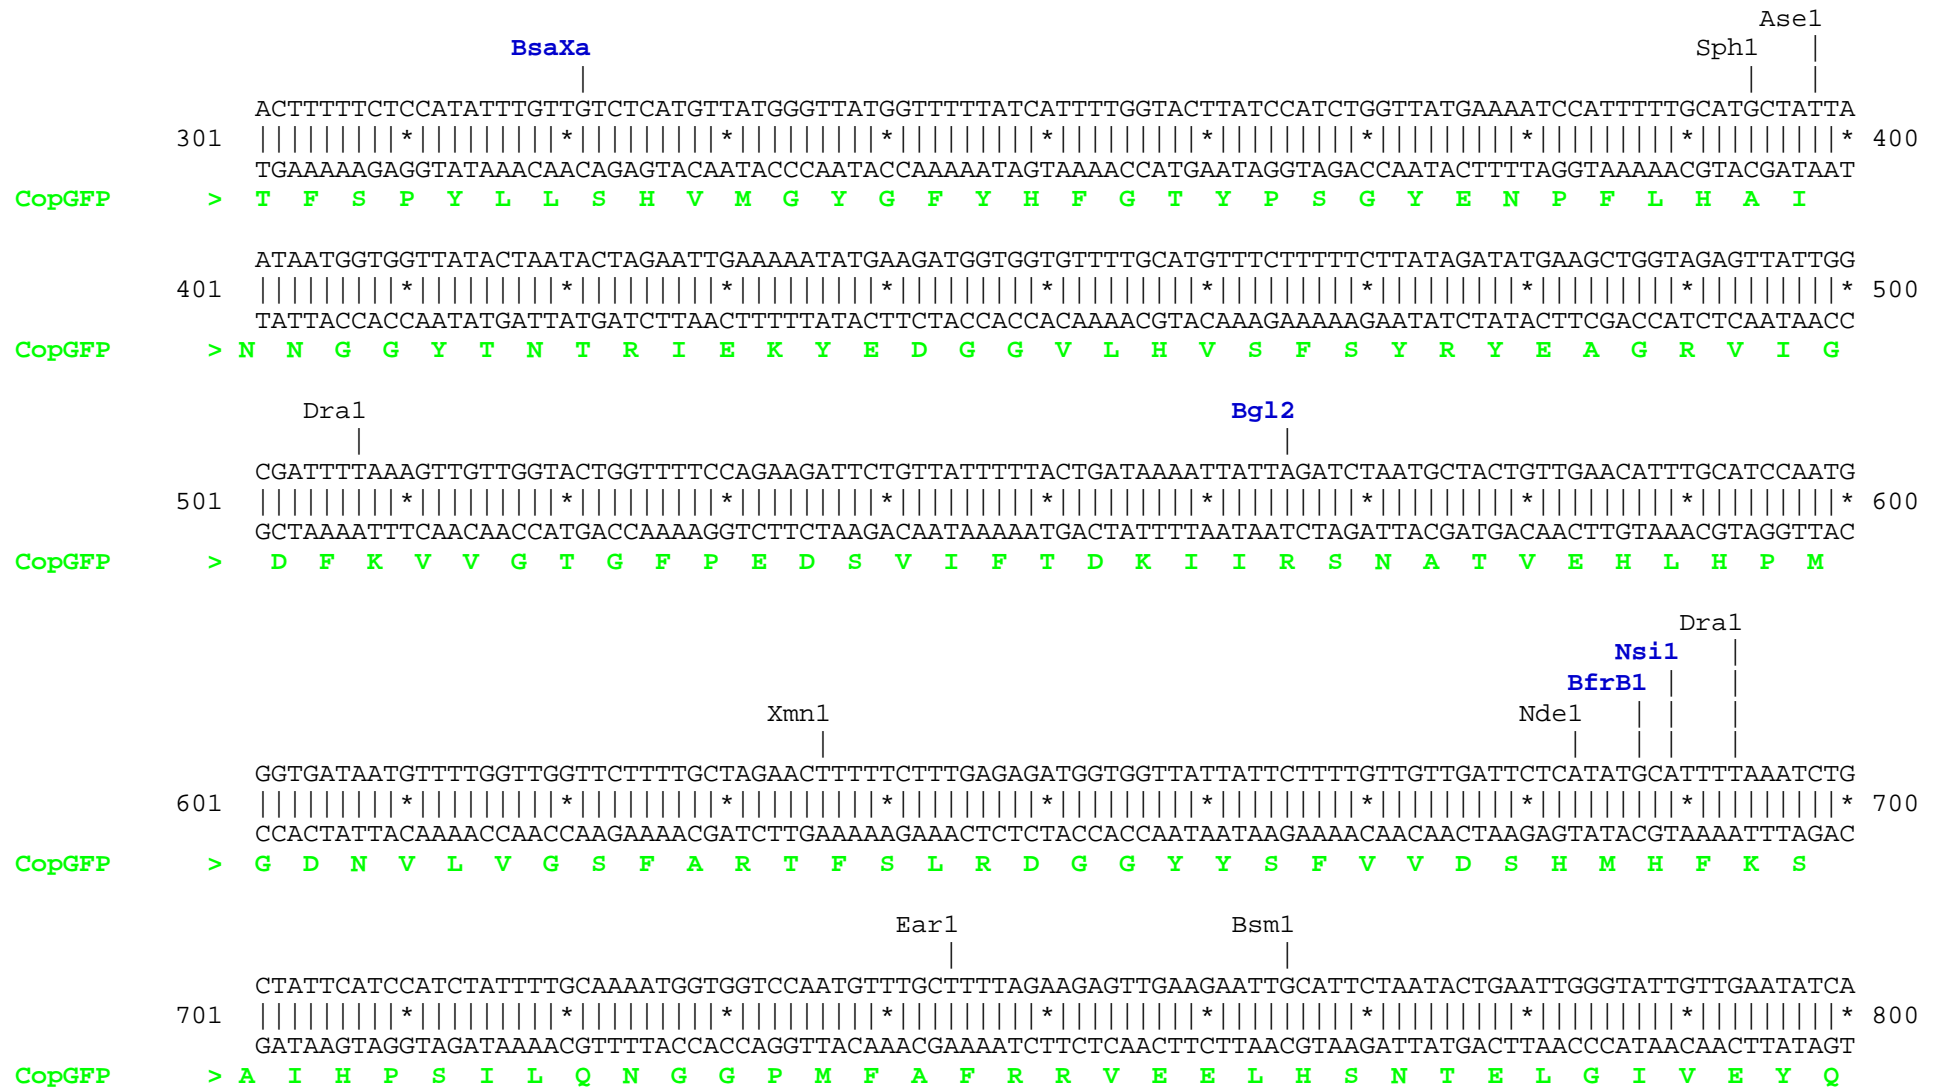 Ase1
BsaXa Sph1 |
| | |
ACTTTTTCTCCATATTTGTTGTCTCATGTTATGGGTTATGGTTTTTATCATTTTGGTACTTATCCATCTGGTTATGAAAATCCATTTTTGCATGCTATTA
301 |||||||||*|||||||||*|||||||||*|||||||||*|||||||||*|||||||||*|||||||||*|||||||||*|||||||||*|||||||||* 400
TGAAAAAGAGGTATAAACAACAGAGTACAATACCCAATACCAAAAATAGTAAAACCATGAATAGGTAGACCAATACTTTTAGGTAAAAACGTACGATAAT
CopGFP > T F S P Y L L S H V M G Y G F Y H F G T Y P S G Y E N P F L H A I
ATAATGGTGGTTATACTAATACTAGAATTGAAAAATATGAAGATGGTGGTGTTTTGCATGTTTCTTTTTCTTATAGATATGAAGCTGGTAGAGTTATTGG
401 |||||||||*|||||||||*|||||||||*|||||||||*|||||||||*|||||||||*|||||||||*|||||||||*|||||||||*|||||||||* 500
TATTACCACCAATATGATTATGATCTTAACTTTTTATACTTCTACCACCACAAAACGTACAAAGAAAAAGAATATCTATACTTCGACCATCTCAATAACC
CopGFP > N N G G Y T N T R I E K Y E D G G V L H V S F S Y R Y E A G R V I G
Dra1 Bgl2
| |
CGATTTTAAAGTTGTTGGTACTGGTTTTCCAGAAGATTCTGTTATTTTTACTGATAAAATTATTAGATCTAATGCTACTGTTGAACATTTGCATCCAATG
501 |||||||||*|||||||||*|||||||||*|||||||||*|||||||||*|||||||||*|||||||||*|||||||||*|||||||||*|||||||||* 600
GCTAAAATTTCAACAACCATGACCAAAAGGTCTTCTAAGACAATAAAAATGACTATTTTAATAATCTAGATTACGATGACAACTTGTAAACGTAGGTTAC
CopGFP > D F K V V G T G F P E D S V I F T D K I I R S N A T V E H L H P M
Dra1
Nsi1 |
BfrB1 | |
Xmn1 Nde1 | | |
| | | | |
GGTGATAATGTTTTGGTTGGTTCTTTTGCTAGAACTTTTTCTTTGAGAGATGGTGGTTATTATTCTTTTGTTGTTGATTCTCATATGCATTTTAAATCTG
601 |||||||||*|||||||||*|||||||||*|||||||||*|||||||||*|||||||||*|||||||||*|||||||||*|||||||||*|||||||||* 700
CCACTATTACAAAACCAACCAAGAAAACGATCTTGAAAAAGAAACTCTCTACCACCAATAATAAGAAAACAACAACTAAGAGTATACGTAAAATTTAGAC
CopGFP > G D N V L V G S F A R T F S L R D G G Y Y S F V V D S H M H F K S
Ear1 Bsm1
| |
CTATTCATCCATCTATTTTGCAAAATGGTGGTCCAATGTTTGCTTTTAGAAGAGTTGAAGAATTGCATTCTAATACTGAATTGGGTATTGTTGAATATCA
701 |||||||||*|||||||||*|||||||||*|||||||||*|||||||||*|||||||||*|||||||||*|||||||||*|||||||||*|||||||||* 800
GATAAGTAGGTAGATAAAACGTTTTACCACCAGGTTACAAACGAAAATCTTCTCAACTTCTTAACGTAAGATTATGACTTAACCCATAACAACTTATAGT
CopGFP > A I H P S I L Q N G G P M F A F R R V E E L H S N T E L G I V E Y Q